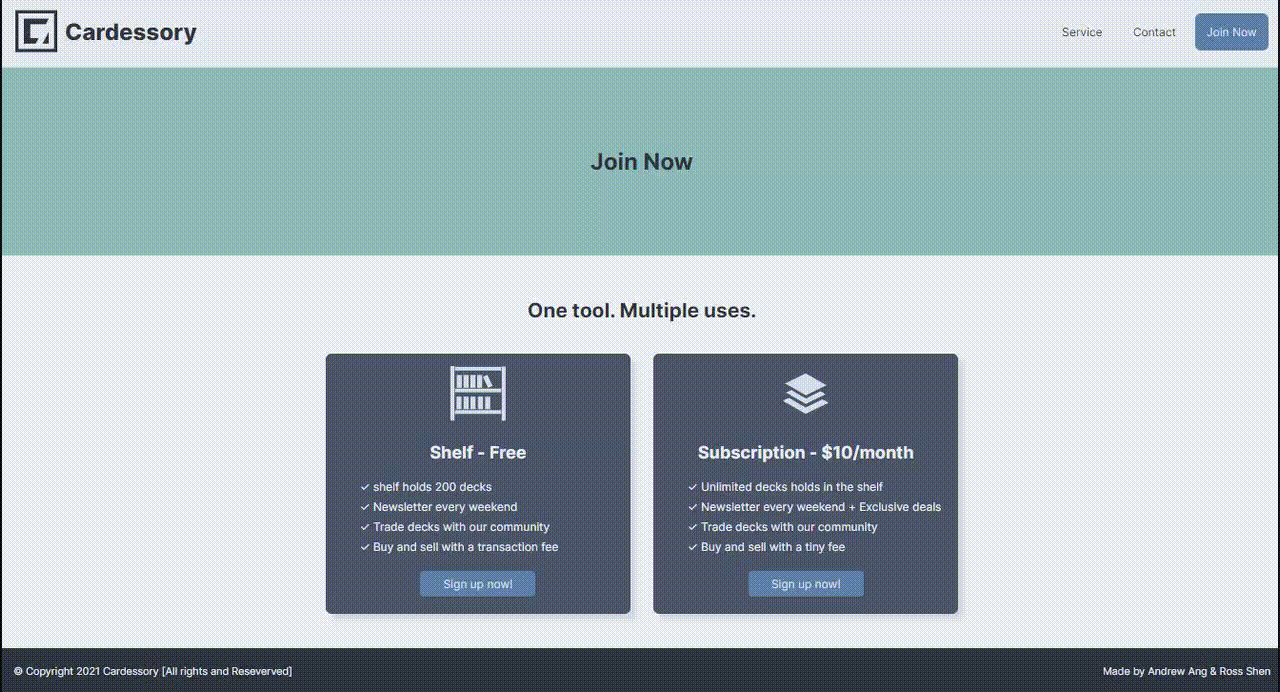 Cardessory
Service
Contact
Join Now
Join Now
One tool. Multiple uses.
Shelf - Free
✓ shelf holds 200 decks
✓ Newsletter every weekend
✓ Trade decks with our community
✓ Buy and sell with a transaction fee
Sign up now!
Subscription - $10/month
✓ Unlimited decks holds in the shelf
✓ Newsletter every weekend + Exclusive deals
✓ Trade decks with our community
✓ Buy and sell with a tiny fee
Sign up now!
© Copyright 2021 Cardessory [All rights and Reseverved]
Made by Andrew Ang & Ross Shen